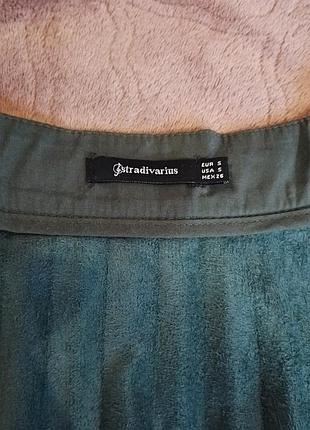 stradivarius
EUR S
USA S
MEX 26